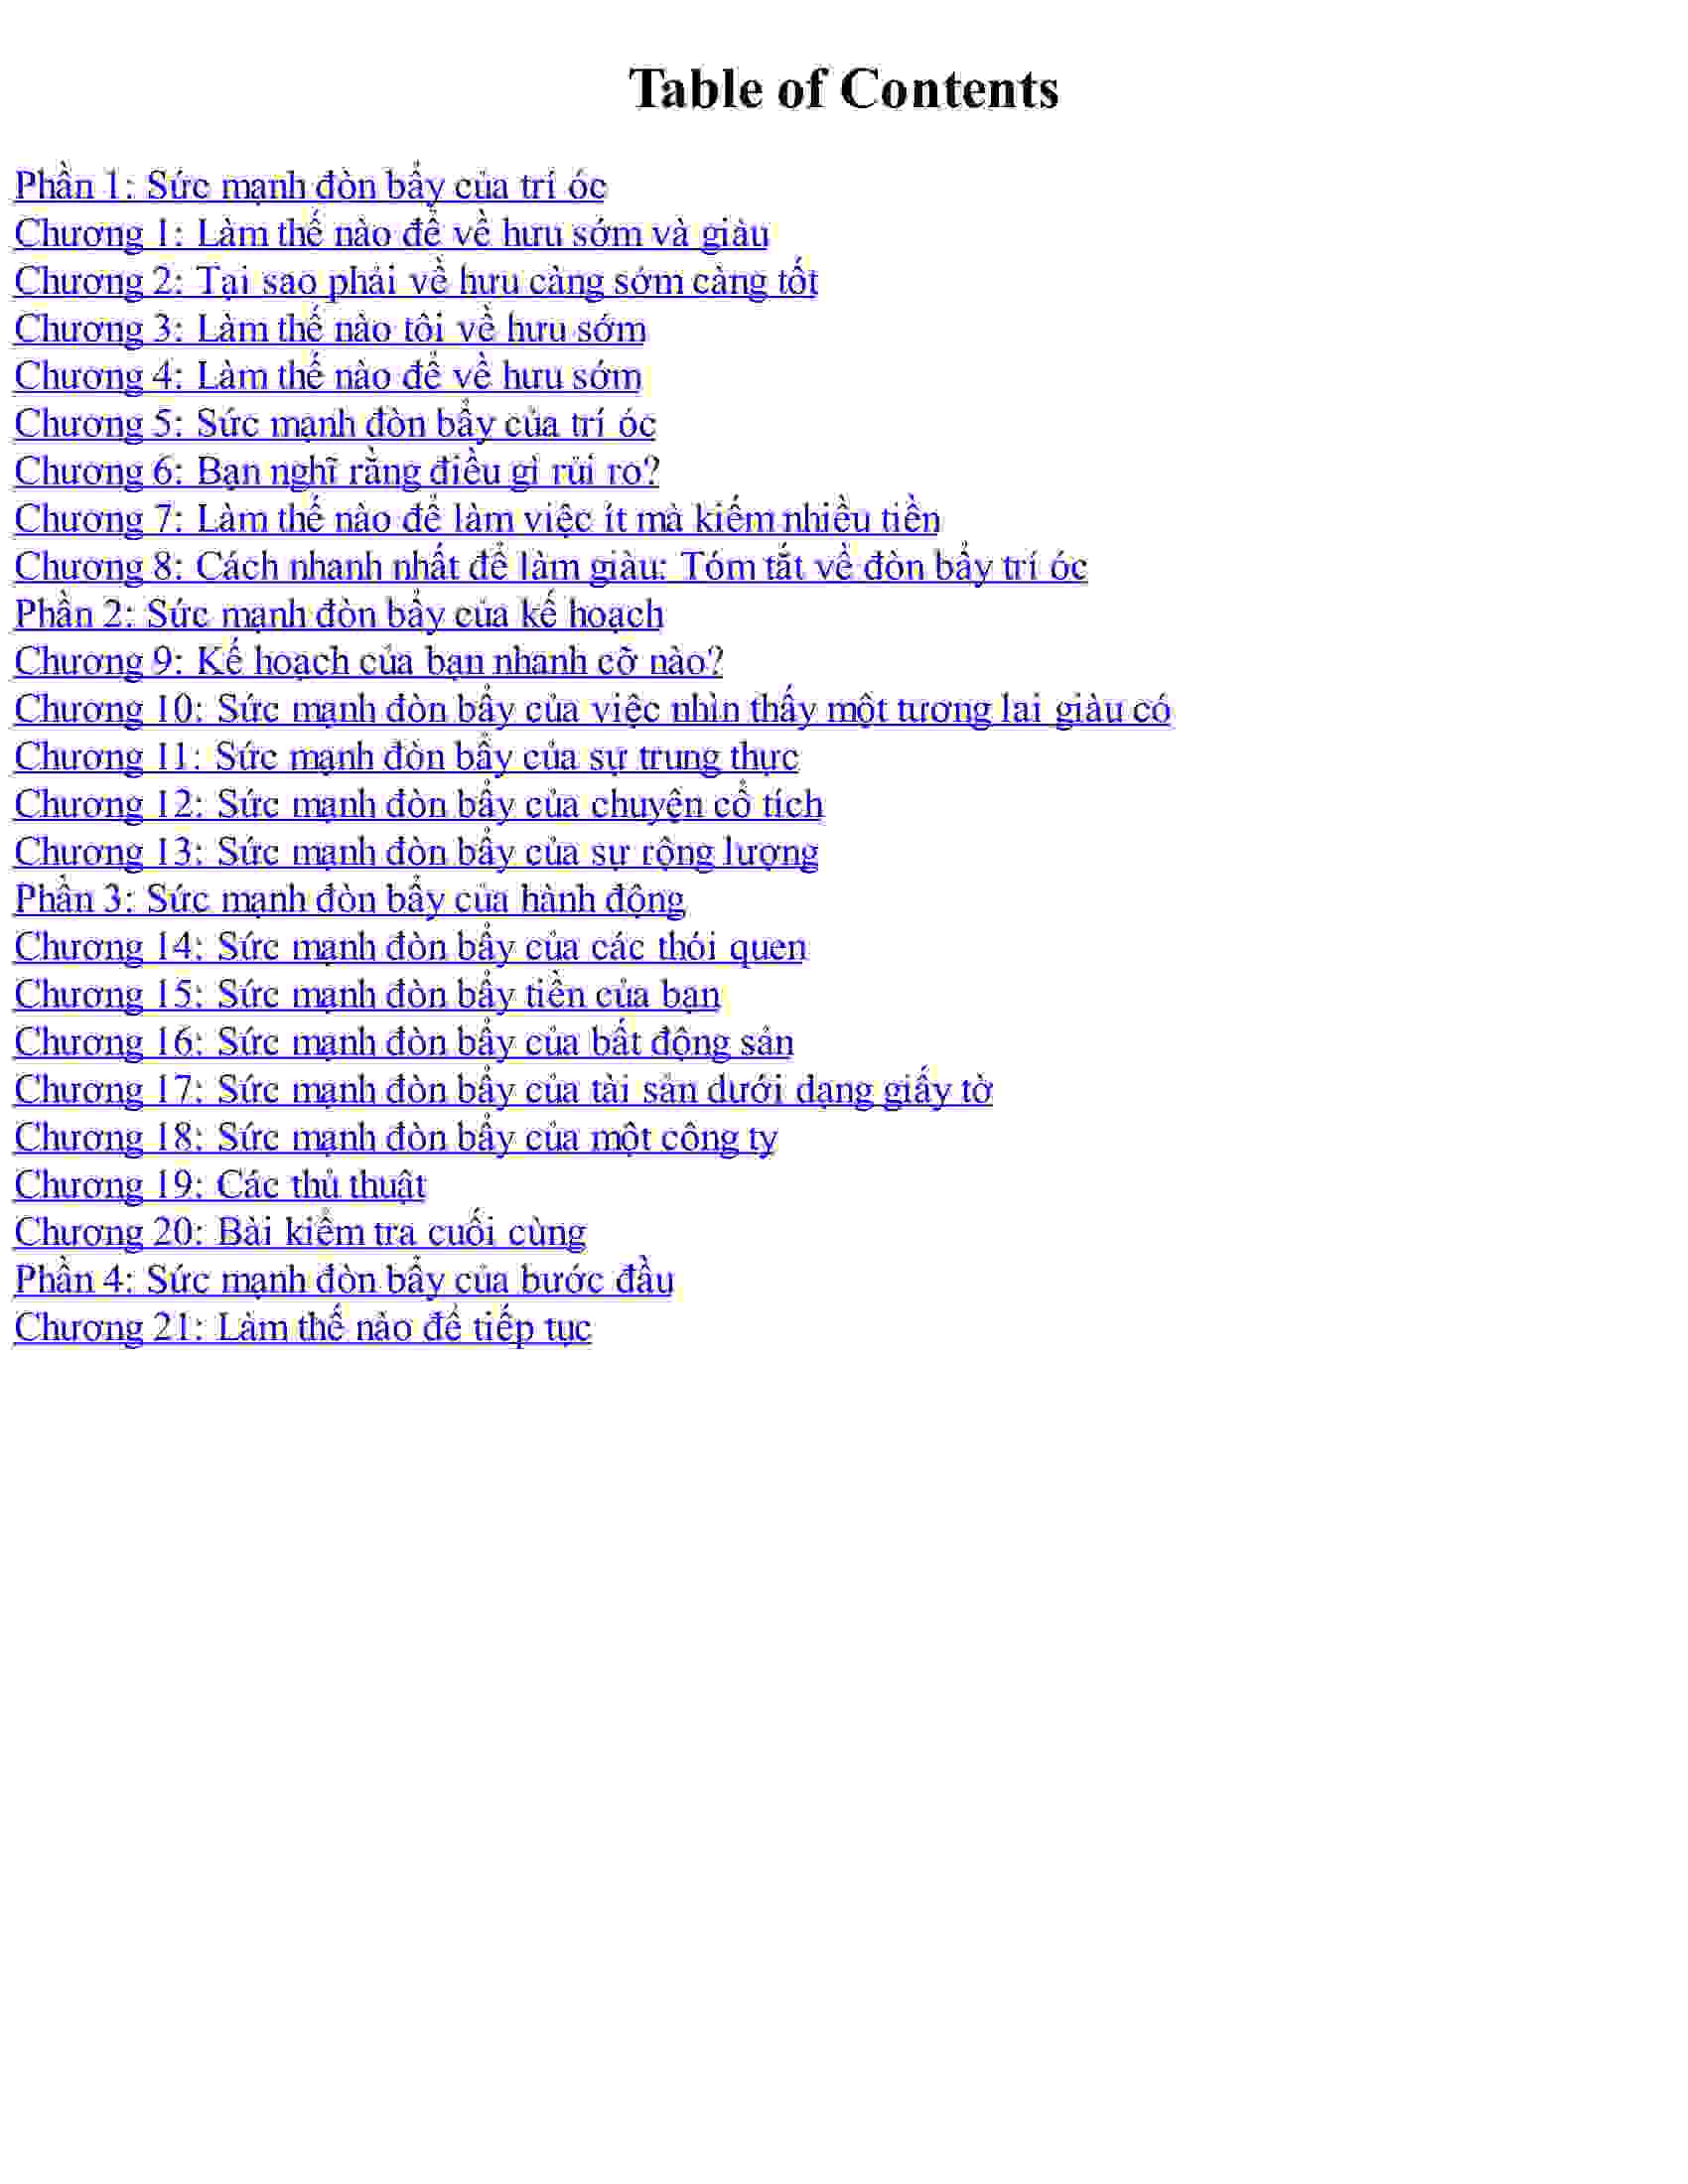 Table of Contents
Phần 1: Sức mạnh đòn bẩy của trí óc
Chương 1: Làm thế nào để về hưu sớm và giàu
Chương 2: Tại sao phải về hưu càng sớm càng tốt
Chương 3: Làm thế nào tôi về hưu sớm
Chương 4: Làm thế nào để về hưu sớm
Chương 5: Sức mạnh đòn bẩy của trí óc
Chương 6: Bạn nghĩ rằng điều gì rủi ro?
Chương 7: Làm thế nào để làm việc ít mà kiếm nhiều tiền
Chương 8: Cách nhanh nhất để làm giàu: Tóm tắt về đòn bẩy trí óc
Phần 2: Sức mạnh đòn bẩy của kế hoạch
Chương 9: Kế hoạch của bạn nhanh cỡ nào?
Chương 10: Sức mạnh đòn bẩy của việc nhìn thấy một tương lai giàu có
Chương 11: Sức mạnh đòn bẩy của sự trung thực
Chương 12: Sức mạnh đòn bẩy của chuyện cổ tích
Chương 13: Sức mạnh đòn bẩy của sự rộng lượng
Phần 3: Sức mạnh đòn bẩy của hành động
Chương 14: Sức mạnh đòn bẩy của các thói quen
Chương 15: Sức mạnh đòn bẩy tiền của bạn
Chương 16: Sức mạnh đòn bẩy của bất động sản
Chương 17: Sức mạnh đòn bẩy của tài sản dưới dạng giấy tờ
Chương 18: Sức mạnh đòn bẩy của một công ty
Chương 19: Các thủ thuật
Chương 20: Bài kiểm tra cuối cùng
Phần 4: Sức mạnh đòn bẩy của bước đầu
Chương 21: Làm thế nào để tiếp tục